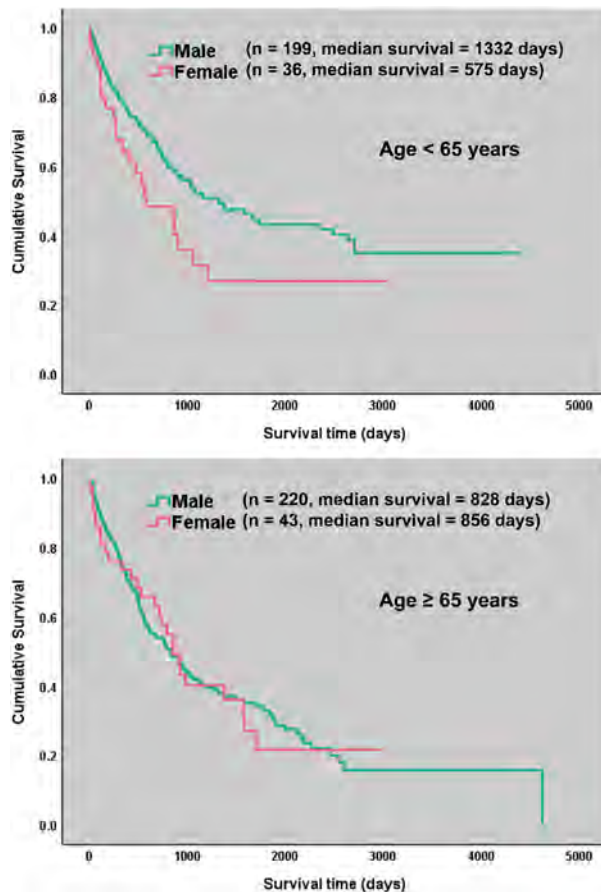 1.0
Male (n = 199, median survival = 1332 days)
Female (n = 36, median survival = 575 days)
0.8
Age < 65 years
0.6
Cumulative Survival
0.4
0.2
0.0
0 1000 2000 3000 4000 5000
Survival time (days)
1.0
Male (n = 220, median survival = 828 days)
Female (n = 43, median survival = 856 days)
0.8
Age ≥ 65 years
0.6
Cumulative Survival
0.4
0.2
0.0
0 1000 2000 3000 4000 5000
Survival time (days)